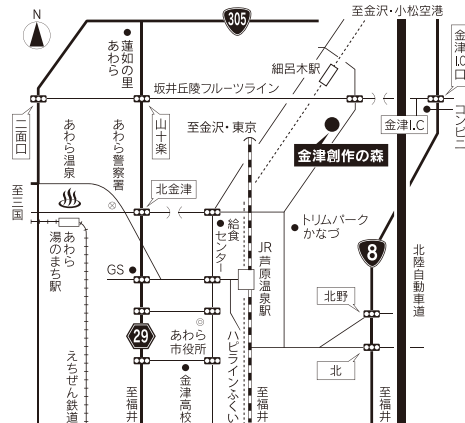 N
305
至金沢・小松空港
金津I.C口
蓮如の里
あわら
細呂木駅
坂井丘陵フルーツライン
二面口
山十楽
至金沢・東京
金津I.C
コンビニ
金津創作の森
あわら温泉
あわら警察署
至三国
北金津
給食
センター
トリムパーク
かなづ
8
あわら
湯のまち駅
GS
JR
芦原温泉駅
北陸自動車道
北野
29
あわら
市役所
ハピラインふくい
北
えちぜん鉄道
至福井
金津高校
至福井
至福井